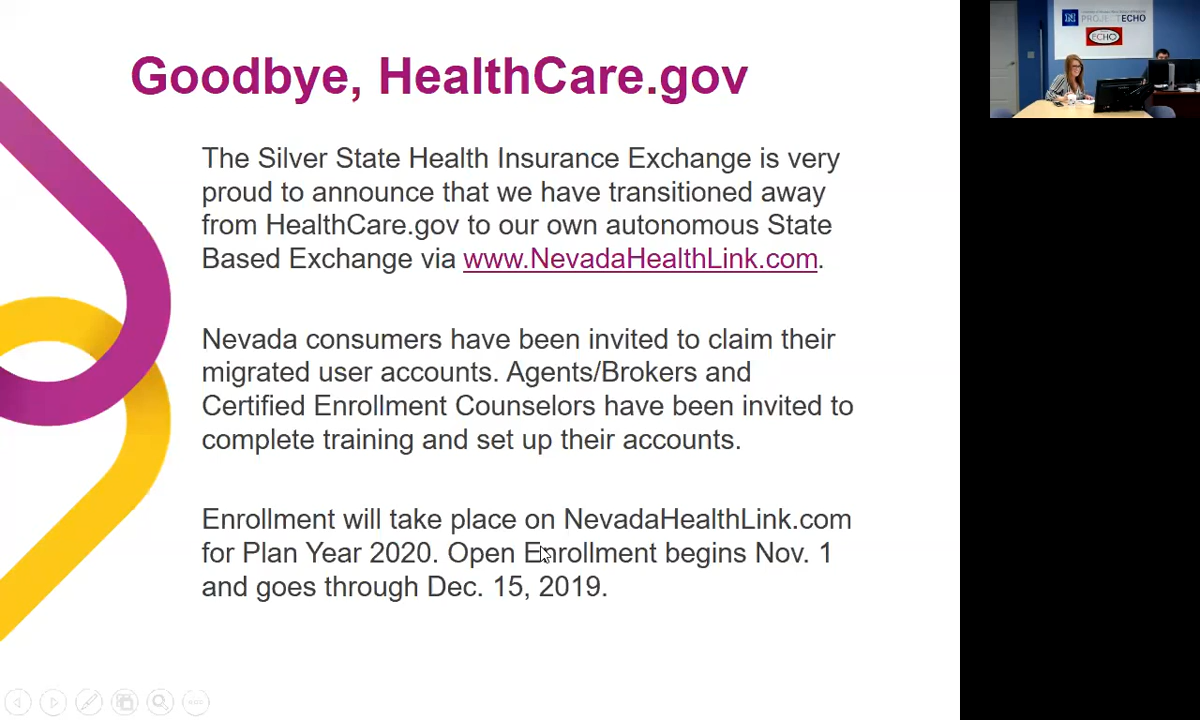 Goodbye, HealthCare.gov
The Silver State Health Insurance Exchange is very
proud to announce that we have transitioned away
from HealthCare.gov to our own autonomous State
Based Exchange via www.NevadaHealthLink.com.
Nevada consumers have been invited to claim their
migrated user accounts. Agents/Brokers and
Certified Enrollment Counselors have been invited to
complete training and set up their accounts.
Enrollment will take place on NevadaHealthLink.com
for Plan Year 2020. Open Enrollment begins Nov. 1
and goes through Dec. 15, 2019.
N
PROJECT ECHO
ECHO